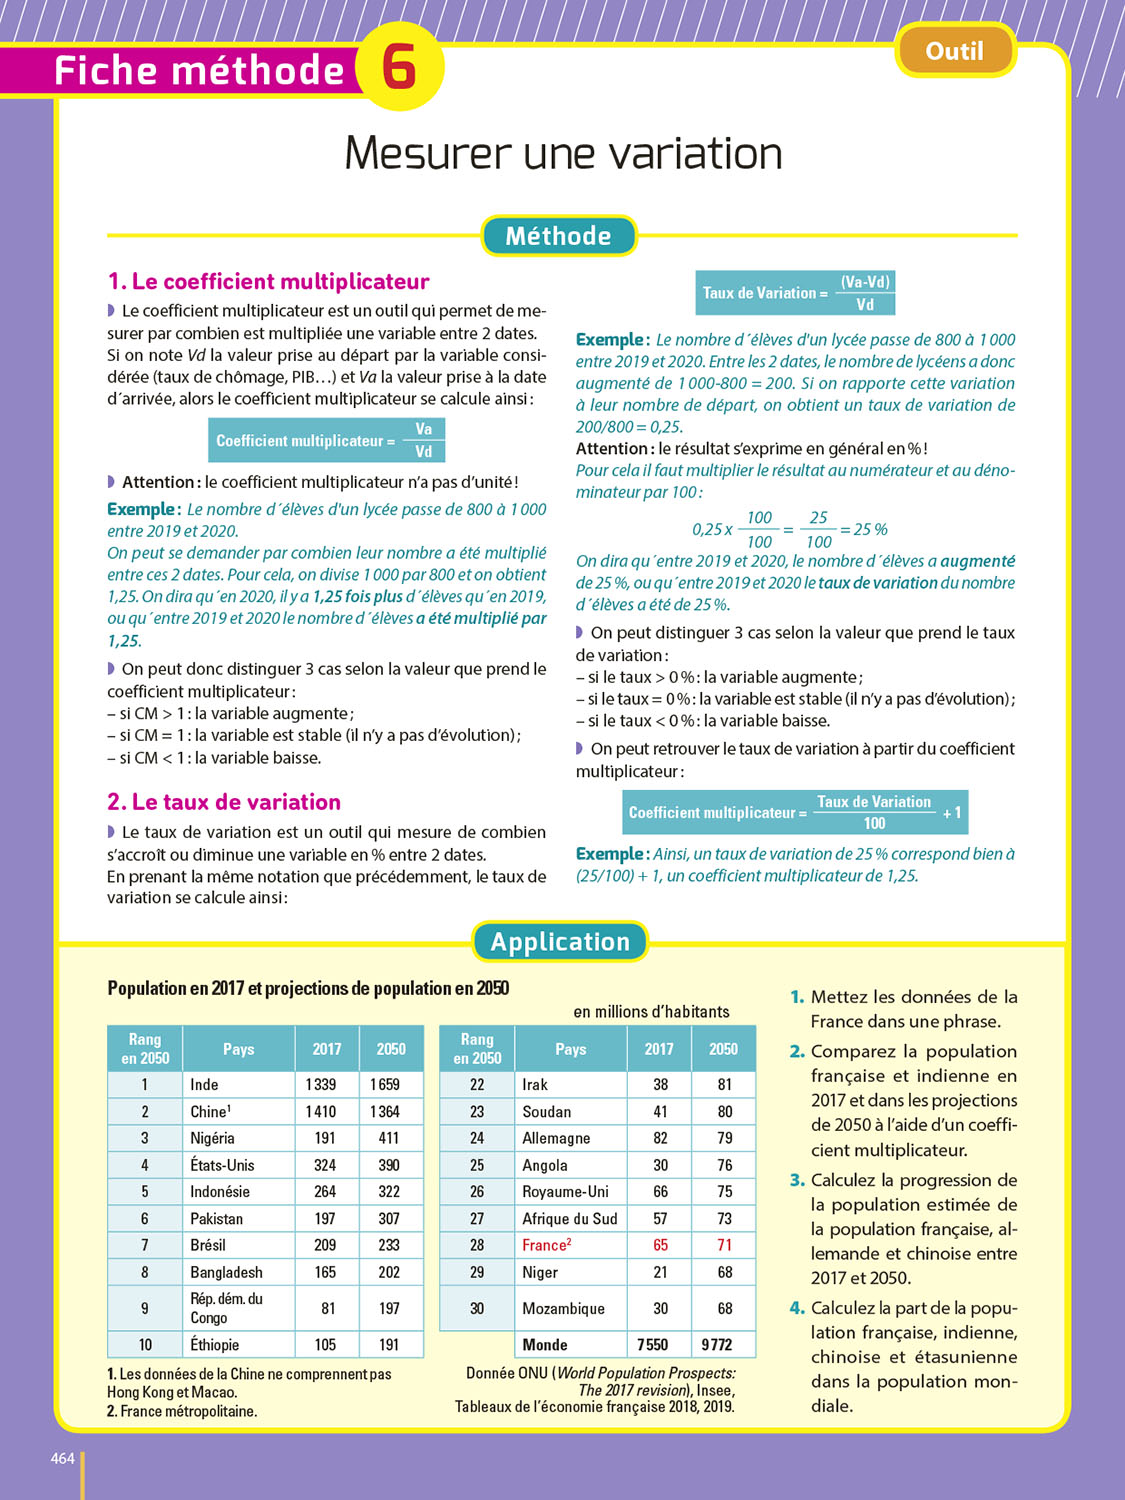 Fiche méthode 6
Outil
Mesurer une variation
Méthode
1. Le coefficient multiplicateur
◗ Le coefficient multiplicateur est un outil qui permet de me-
surer par combien est multipliée une variable entre 2 dates.
Si on note Vd la valeur prise au départ par la variable consi-
dérée (taux de chômage, PIB…) et Va la valeur prise à la date
d´arrivée, alors le coefficient multiplicateur se calcule ainsi :
Coefficient multiplicateur = Va
Vd
◗ Attention : le coefficient multiplicateur n’a pas d’unité !
Exemple : Le nombre d´élèves d'un lycée passe de 800 à 1 000
entre 2019 et 2020.
On peut se demander par combien leur nombre a été multiplié
entre ces 2 dates. Pour cela, on divise 1 000 par 800 et on obtient
1,25. On dira qu´en 2020, il y a 1,25 fois plus d´élèves qu´en 2019,
ou qu´entre 2019 et 2020 le nombre d´élèves a été multiplié par
1,25.
◗ On peut donc distinguer 3 cas selon la valeur que prend le
coefficient multiplicateur :
– si CM > 1 : la variable augmente ;
– si CM = 1 : la variable est stable (il n’y a pas d’évolution) ;
– si CM < 1 : la variable baisse.
2. Le taux de variation
◗ Le taux de variation est un outil qui mesure de combien
s’accroît ou diminue une variable en % entre 2 dates.
En prenant la même notation que précédemment, le taux de
variation se calcule ainsi :
Taux de Variation = (Va-Vd)
Vd
Exemple : Le nombre d´élèves d'un lycée passe de 800 à 1 000
entre 2019 et 2020. Entre les 2 dates, le nombre de lycéens a donc
augmenté de 1 000-800 = 200. Si on rapporte cette variation
à leur nombre de départ, on obtient un taux de variation de
200/800 = 0,25.
Attention : le résultat s’exprime en général en % !
Pour cela il faut multiplier le résultat au numérateur et au déno-
minateur par 100 :
100 25
0,25 x = = 25 %
100 100
On dira qu´entre 2019 et 2020, le nombre d´élèves a augmenté
de 25 %, ou qu´entre 2019 et 2020 le taux de variation du nombre
d´élèves a été de 25 %.
◗ On peut distinguer 3 cas selon la valeur que prend le taux
de variation :
– si le taux > 0 % : la variable augmente ;
– si le taux = 0 % : la variable est stable (il n’y a pas d’évolution) ;
– si le taux < 0 % : la variable baisse.
◗ On peut retrouver le taux de variation à partir du coefficient
multiplicateur :
Coefficient multiplicateur = Taux de Variation + 1
100
Exemple : Ainsi, un taux de variation de 25 % correspond bien à
(25/100) + 1, un coefficient multiplicateur de 1,25.
Application
Population en 2017 et projections de population en 2050
en millions d’habitants
Rang en 2050 Pays 2017 2050
1 Inde 1 339 1 659
2 Chine¹ 1 410 1 364
3 Nigéria 191 411
4 États-Unis 324 390
5 Indonésie 264 322
6 Pakistan 197 307
7 Brésil 209 233
8 Bangladesh 165 202
9 Rép. dém. du Congo 81 197
10 Éthiopie 105 191
Rang en 2050 Pays 2017 2050
22 Irak 38 81
23 Soudan 41 80
24 Allemagne 82 79
25 Angola 30 76
26 Royaume-Uni 66 75
27 Afrique du Sud 57 73
28 France² 65 71
29 Niger 21 68
30 Mozambique 30 68
Monde 7 550 9 772
1. Les données de la Chine ne comprennent pas
Hong Kong et Macao.
2. France métropolitaine.
Donnée ONU (World Population Prospects:
The 2017 revision), Insee,
Tableaux de l’économie française 2018, 2019.
1. Mettez les données de la
France dans une phrase.
2. Comparez la population
française et indienne en
2017 et dans les projections
de 2050 à l’aide d’un coeffi-
cient multiplicateur.
3. Calculez la progression de
la population estimée de
la population française, al-
lemande et chinoise entre
2017 et 2050.
4. Calculez la part de la popu-
lation française, indienne,
chinoise et étasunienne
dans la population mon-
diale.
464